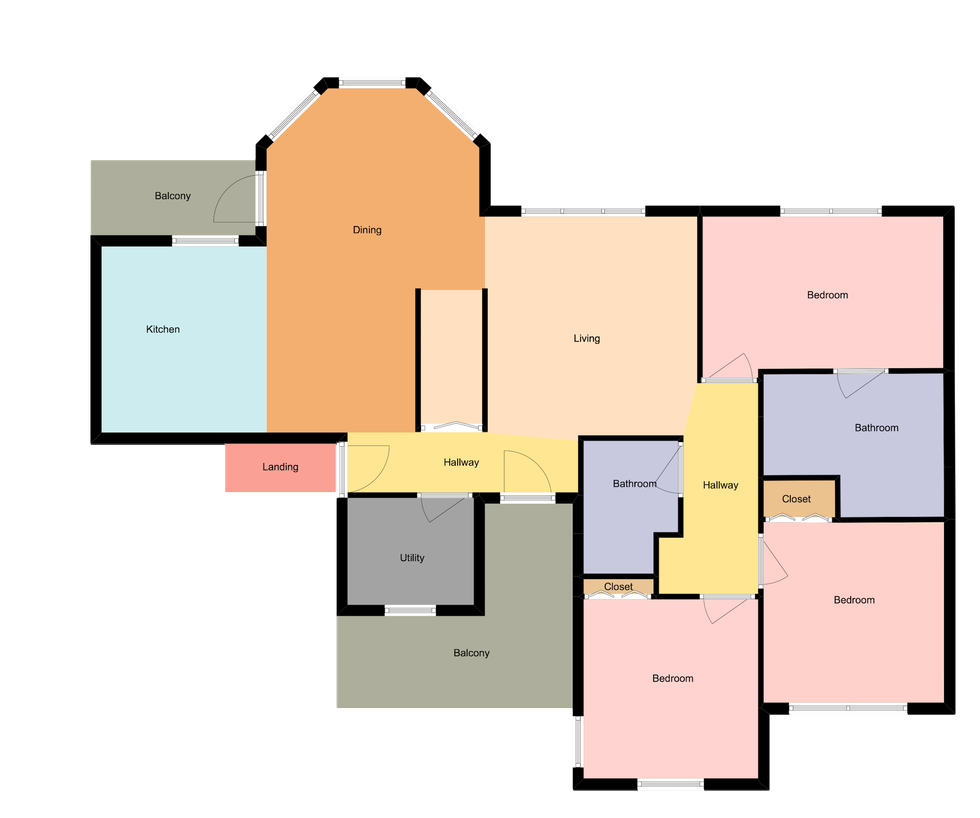 Balcony
Dining
Bedroom
Kitchen
Living
Bathroom
Landing
Hallway
Bathroom
Hallway
Closet
Utility
Closet
Bedroom
Balcony
Bedroom